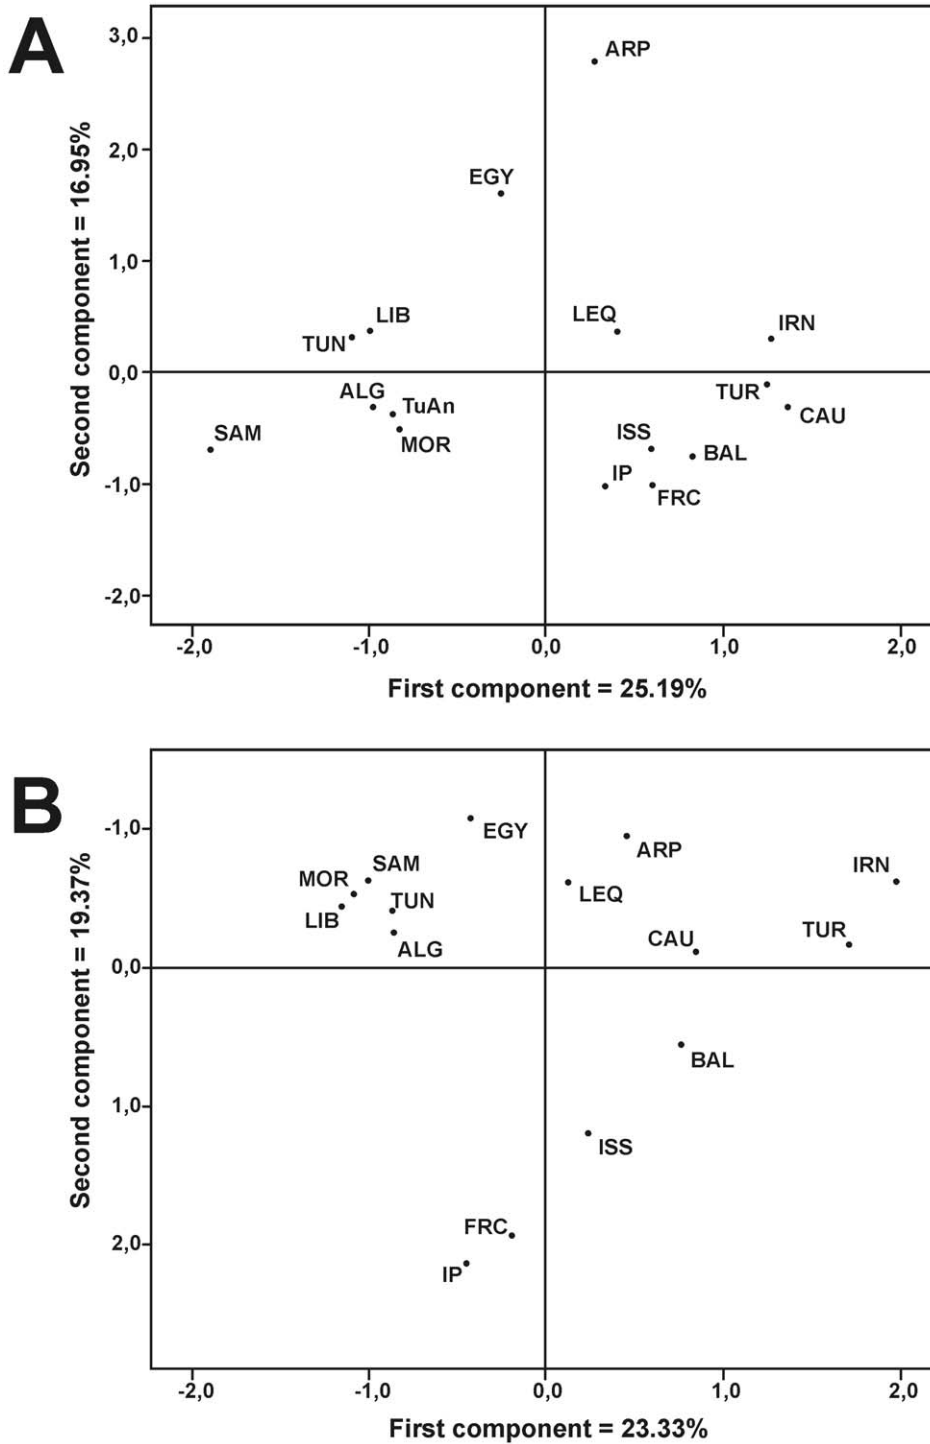 A
Second component = 16.95%
3,0
2,0
1,0
0,0
-1,0
-2,0
ARP
EGY
LIB
TUN
LEQ
IRN
ALG
TuAn
MOR
SAM
TUR
CAU
ISS
BAL
IP
FRC
-2,0 -1,0 0,0 1,0 2,0
First component = 25.19%
B
Second component = 19.37%
-1,0
0,0
1,0
2,0
EGY
ARP
MOR
SAM
LIB
TUN
ALG
LEQ
IRN
CAU
TUR
BAL
ISS
FRC
IP
-2,0 -1,0 0,0 1,0 2,0
First component = 23.33%